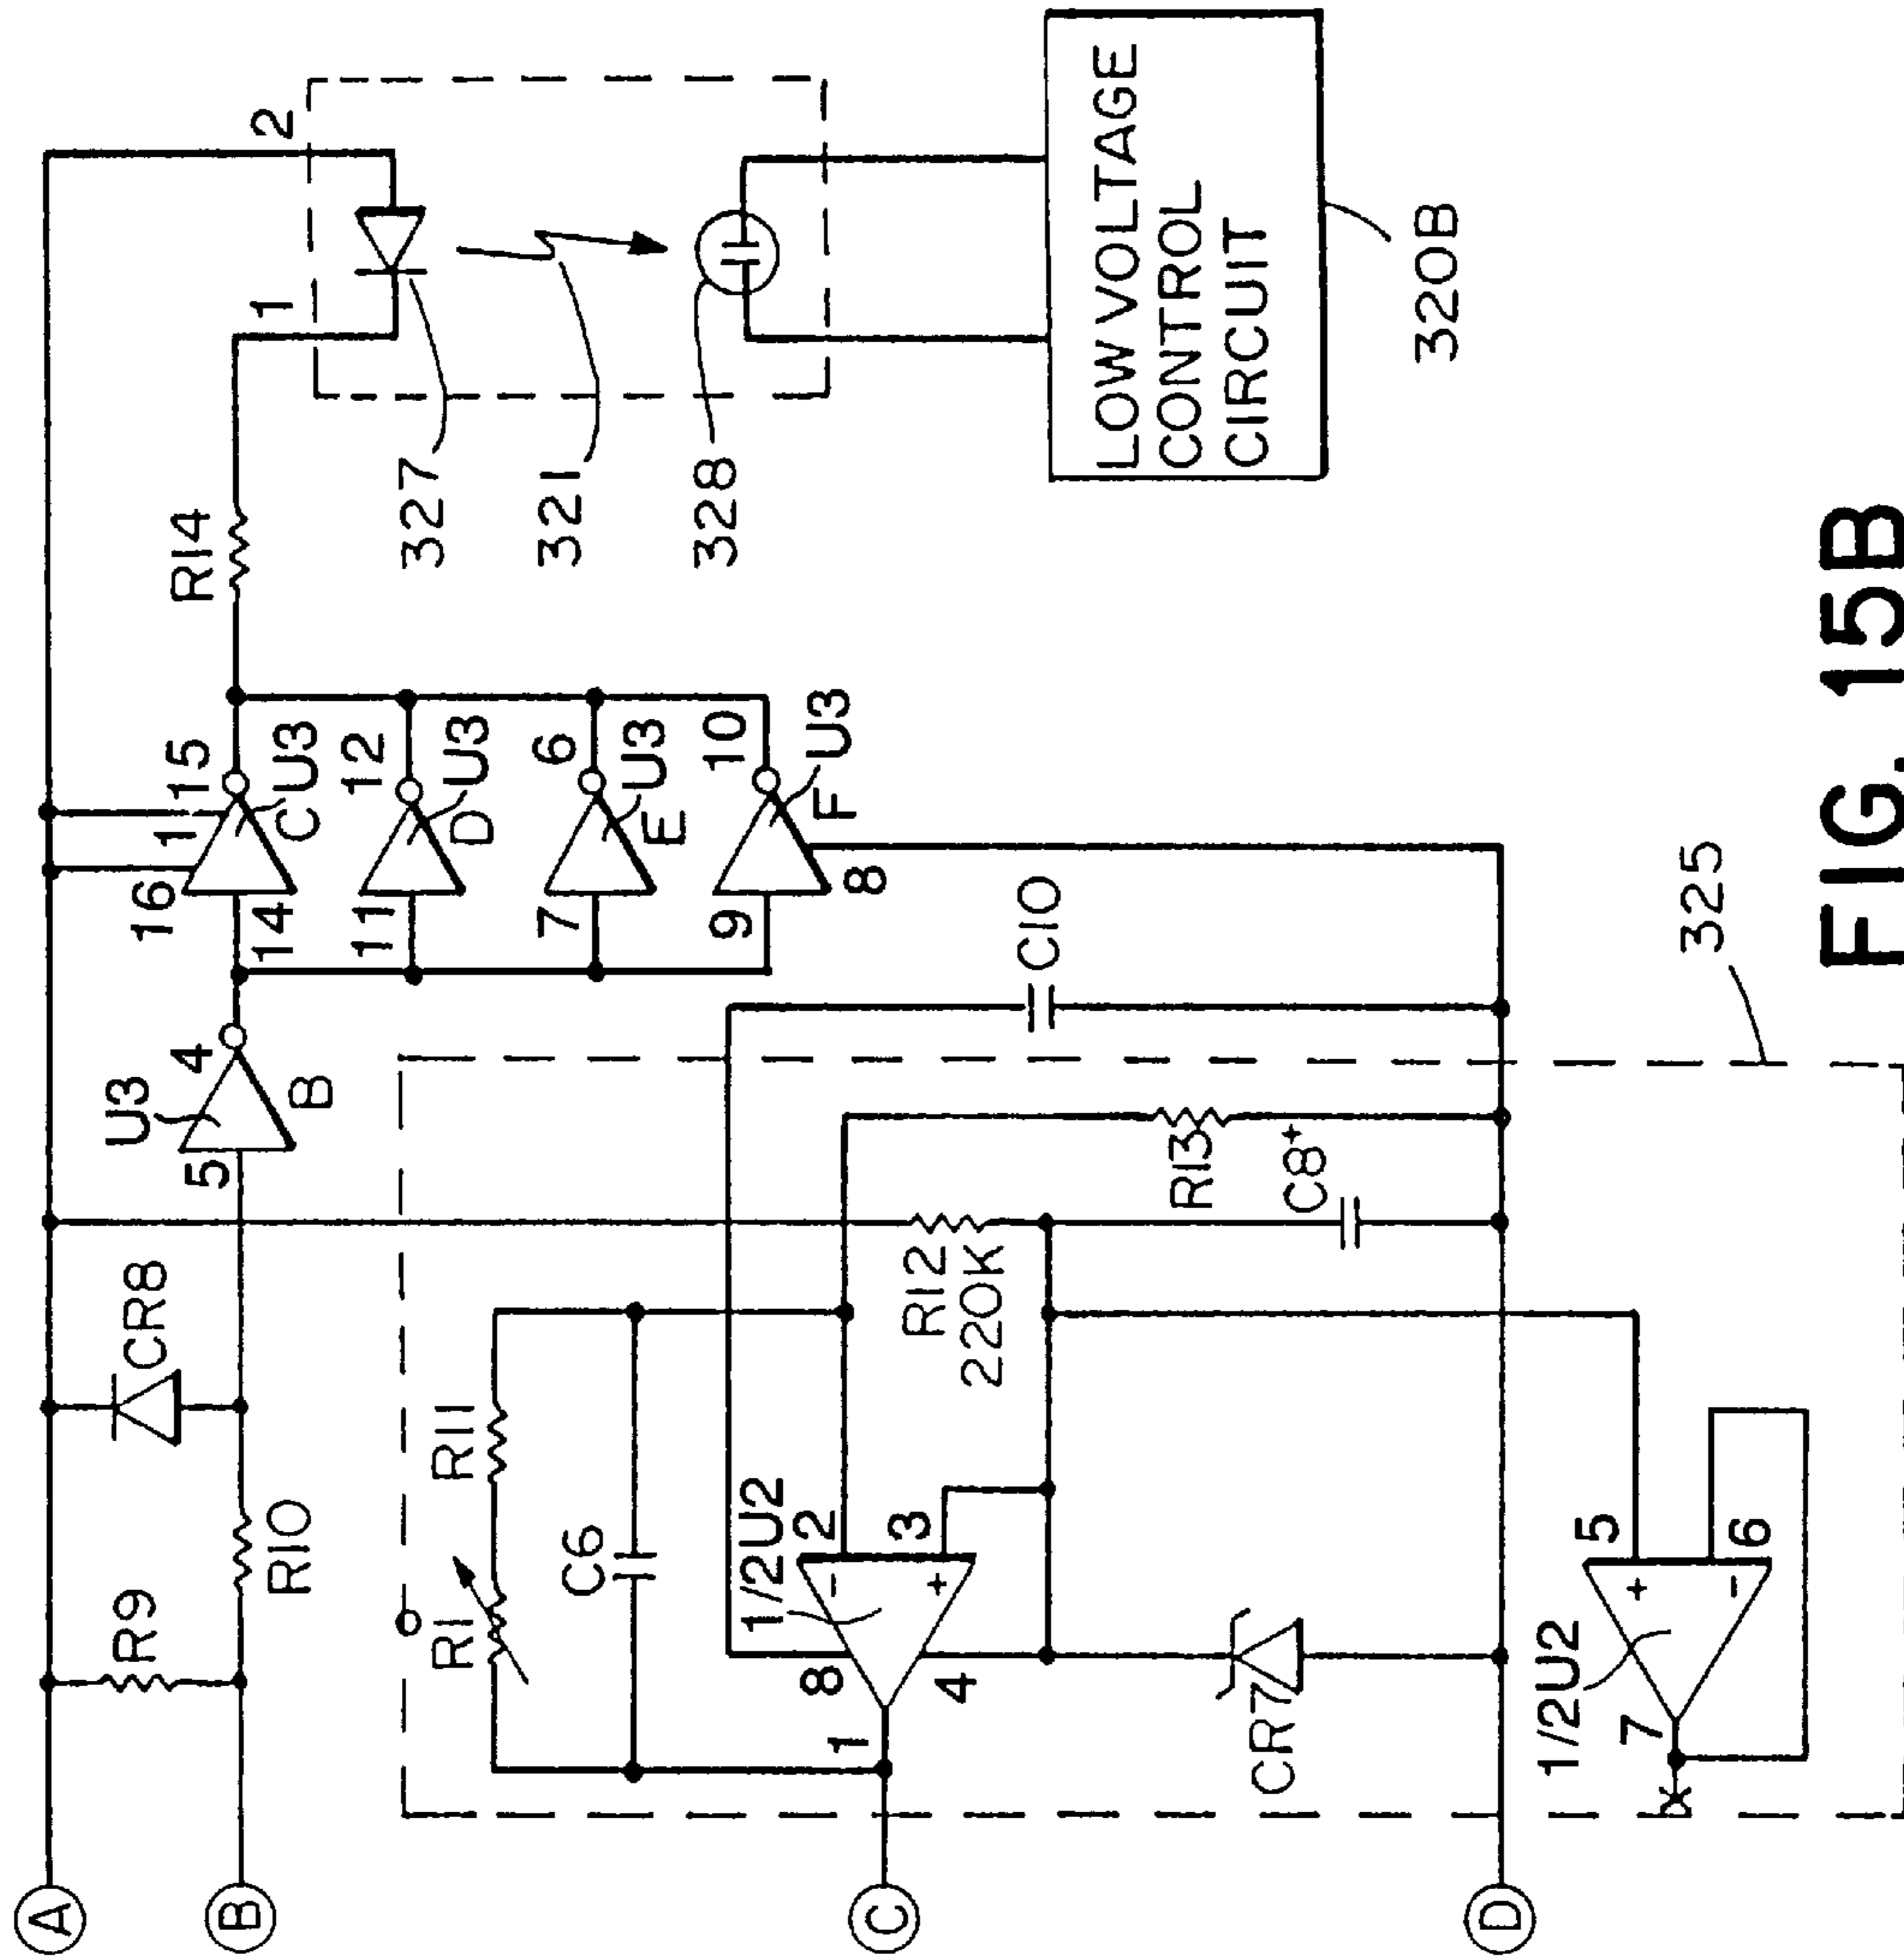 A
B
C
D
R9
R10
CR8
5
U3
4
B
16
1
15
14
C
U3
11
12
D
U3
7
6
E
U3
9
10
F
U3
8
R14
1
2
327
321
328
LOW VOLTAGE
CONTROL
CIRCUIT
320B
R1
R11
C6
1/2U2
2
3
-
+
8
4
1
R12
220K
R13
C8+
C10
CR7
1/2U2
5
6
+
-
7
X
325
FIG. 15B